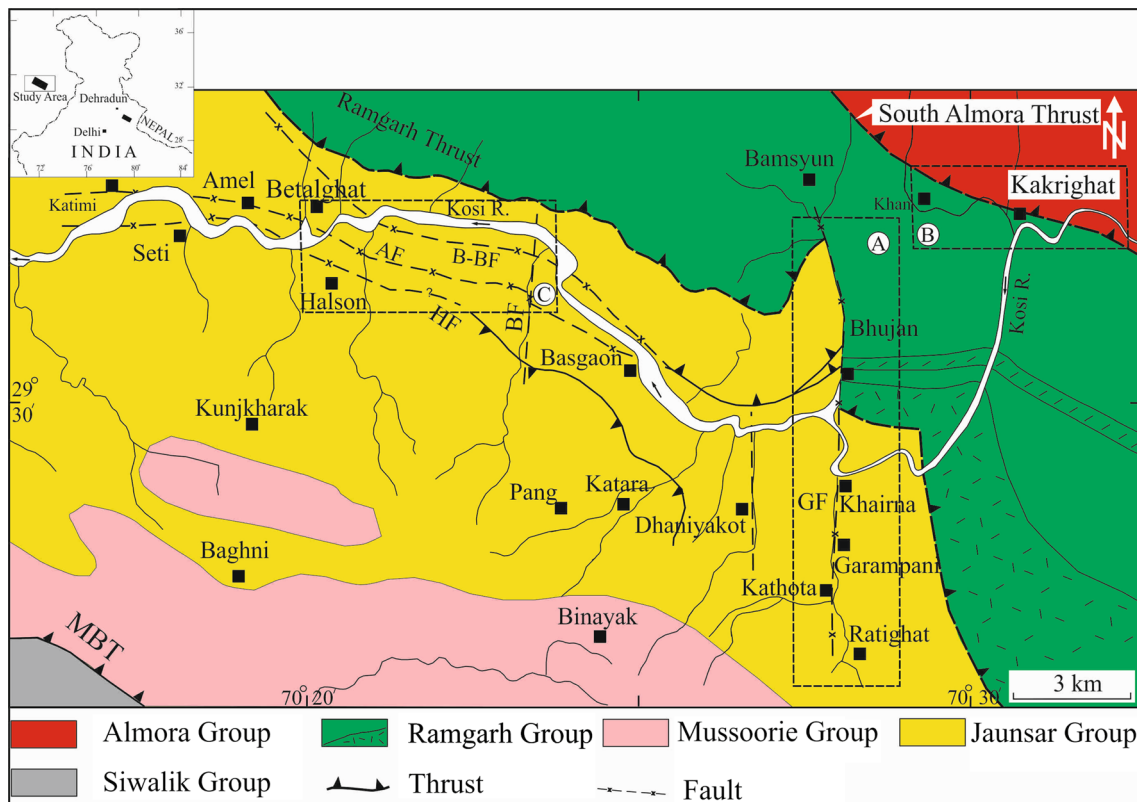 36
32
28
72
76
80
84
Study Area
Dehradun
Delhi
NEPAL
INDIA
Ramgarh Thrust
South Almora Thrust
N
Bamsyun
Khan
Kakrighat
A
B
Katimi
Amel
Betalghat
Kosi R.
Seti
AF
B-BF
Halson
HF
?
BF
C
Basgaon
Bhujan
Kosi R.
29°
30'
Kunjkharak
Pang
Katara
Dhaniyakot
GF
Khairna
Garampani
Baghni
Kathota
Binayak
Ratighat
MBT
70° 20'
70° 30'
3 km
Almora Group
Ramgarh Group
Mussoorie Group
Jaunsar Group
Siwalik Group
Thrust
Fault